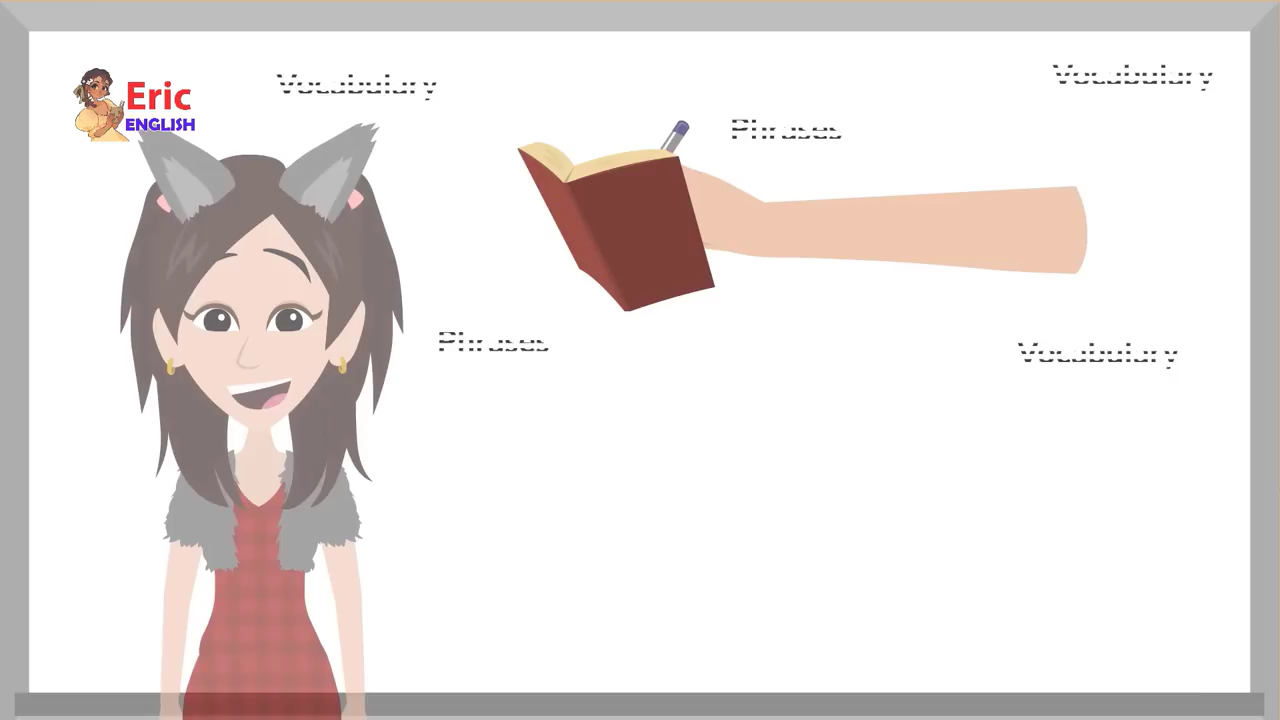 Eric
ENGLISH
Vocabulary
Vocabulary
Phrases
Phrases
Vocabulary